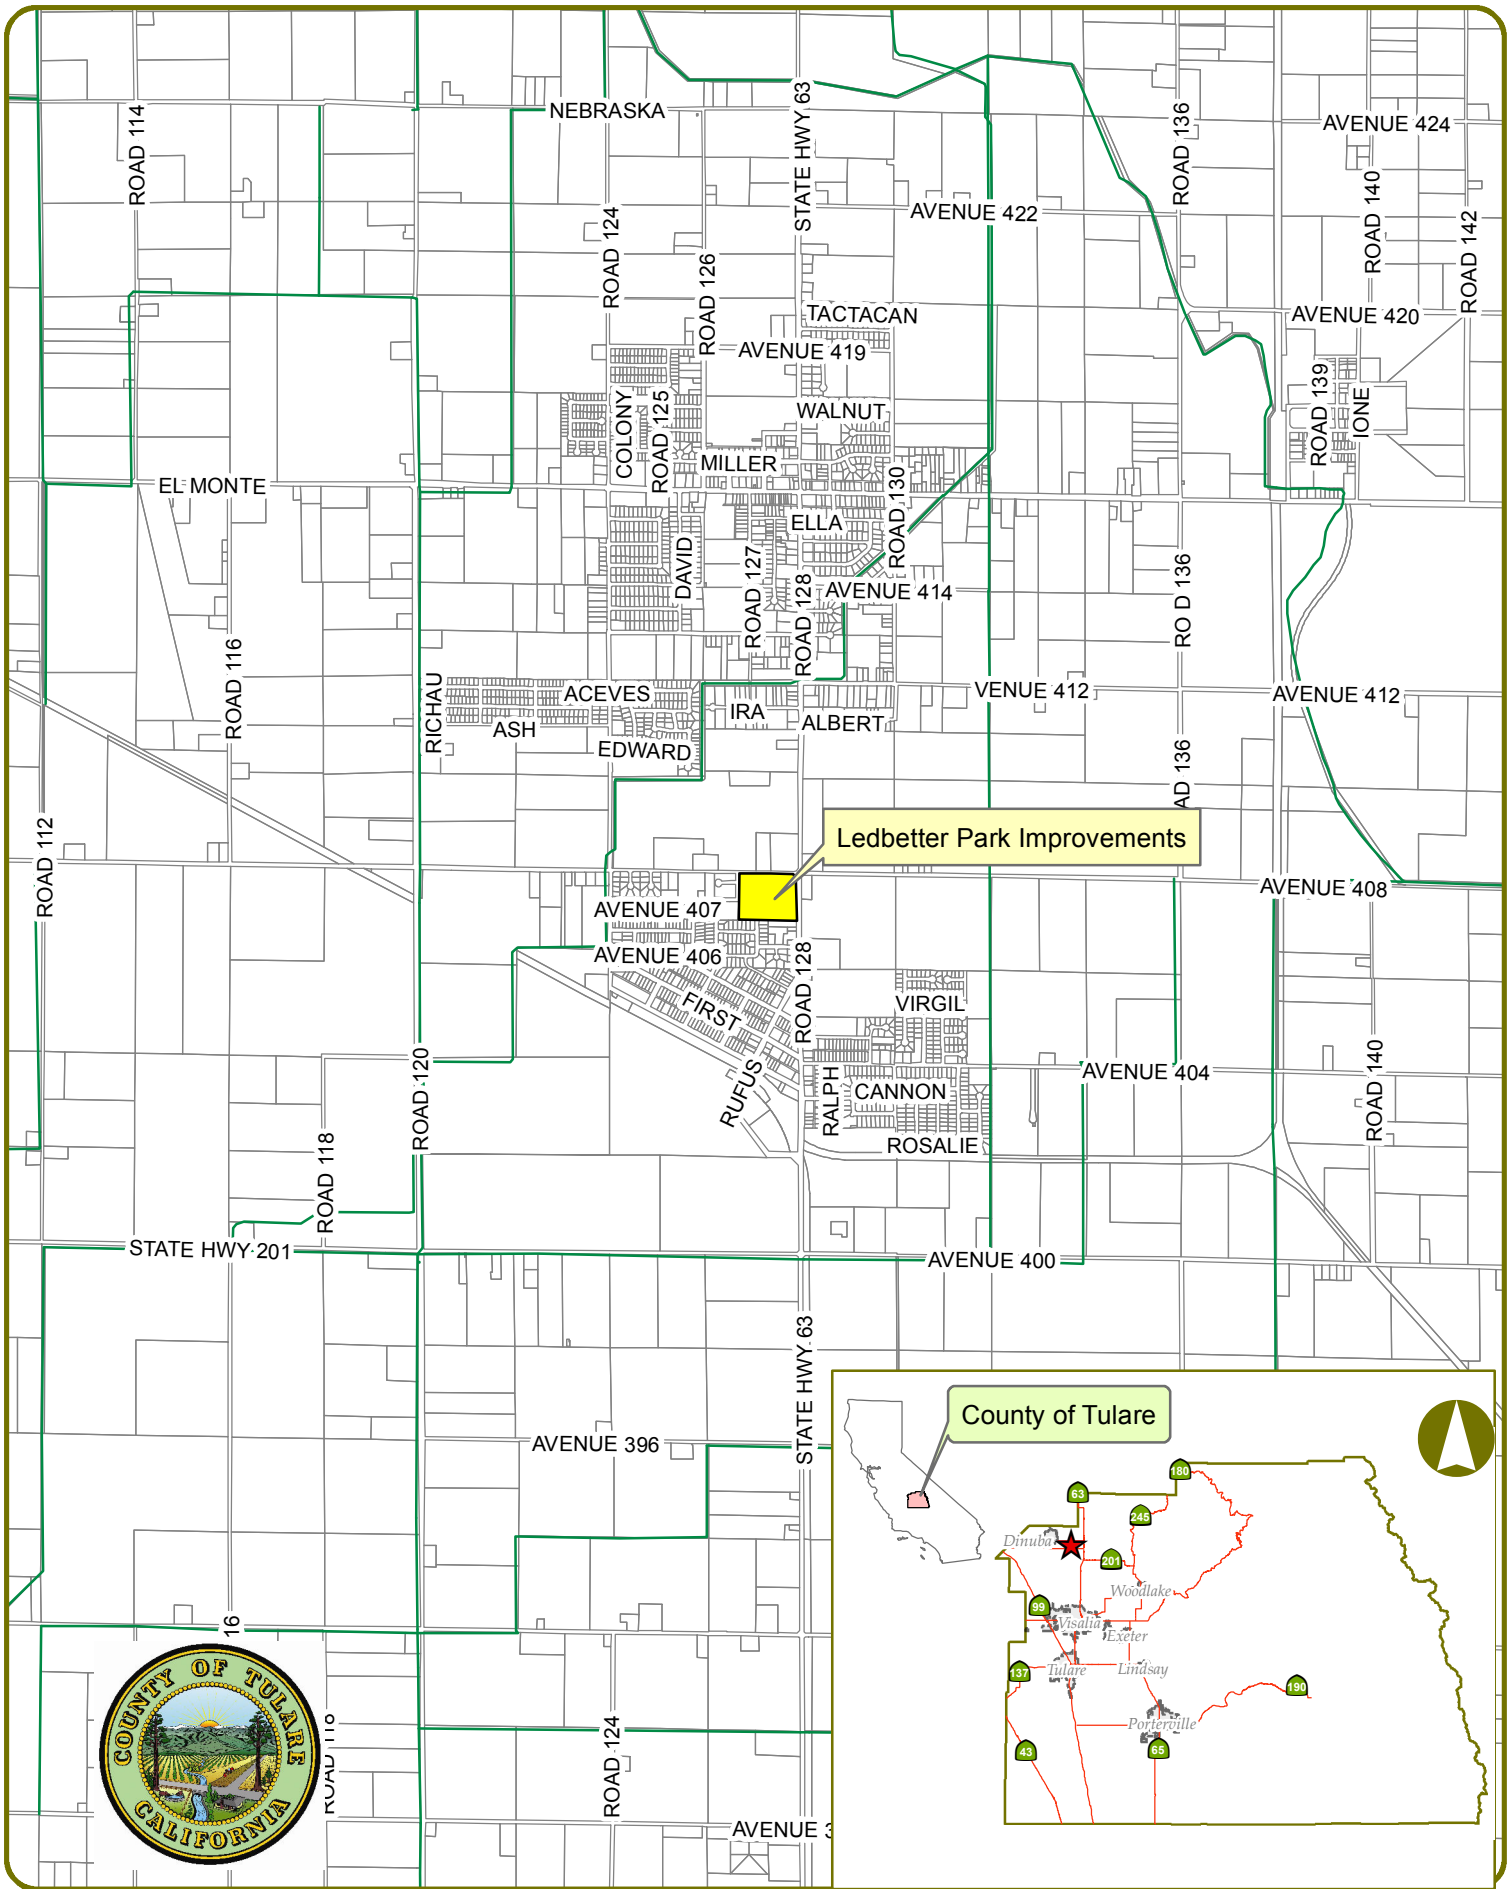 NEBRASKA
STATE HWY 63
ROAD 114
ROAD 136
AVENUE 424
ROAD 140
ROAD 142
ROAD 124
AVENUE 422
ROAD 126
TACTACAN
AVENUE 420
AVENUE 419
WALNUT
COLONY
ROAD 125
ROAD 139
IONE
MILLER
EL MONTE
ROAD 130
ELLA
DAVID
ROAD 127
ROAD 128
AVENUE 414
RO D 136
ROAD 116
RICHAU
ACEVES
VENUE 412
AVENUE 412
IRA
ALBERT
ASH
EDWARD
AD 136
Ledbetter Park Improvements
ROAD 112
AVENUE 408
AVENUE 407
AVENUE 406
ROAD 128
FIRST
VIRGIL
ROAD 120
RUFUS
RALPH
CANNON
AVENUE 404
ROAD 140
ROAD 118
ROSALIE
STATE HWY 201
AVENUE 400
STATE HWY 63
AVENUE 396
16
ROAD 118
ROAD 124
AVENUE 3
COUNTY OF TULARE
CALIFORNIA
County of Tulare
180
63
245
Dinuba
201
Woodlake
99
Visalia
Exeter
137
Tulare
Lindsay
190
Porterville
43
65